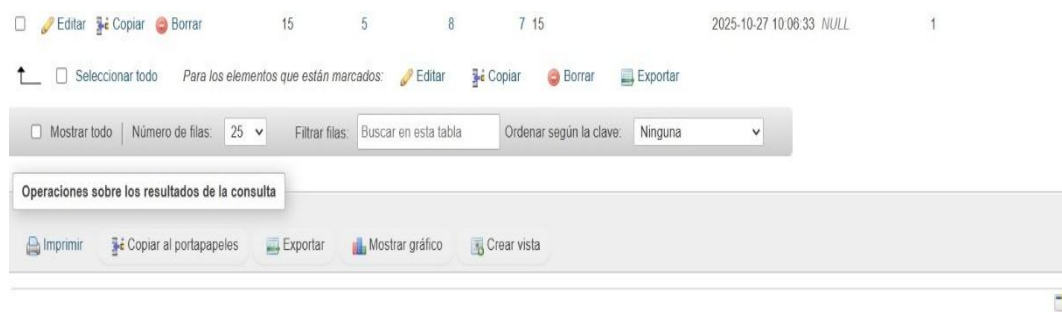 Editar Copiar Borrar 15 5 8 7 15 2025-10-27 10:06:33 NULL 1
Seleccionar todo Para los elementos que están marcados: Editar Copiar Borrar Exportar
Mostrar todo | Número de filas: 25 Filtrar filas: Buscar en esta tabla Ordenar según la clave: Ninguna
Operaciones sobre los resultados de la consulta
Imprimir Copiar al portapapeles Exportar Mostrar gráfico Crear vista